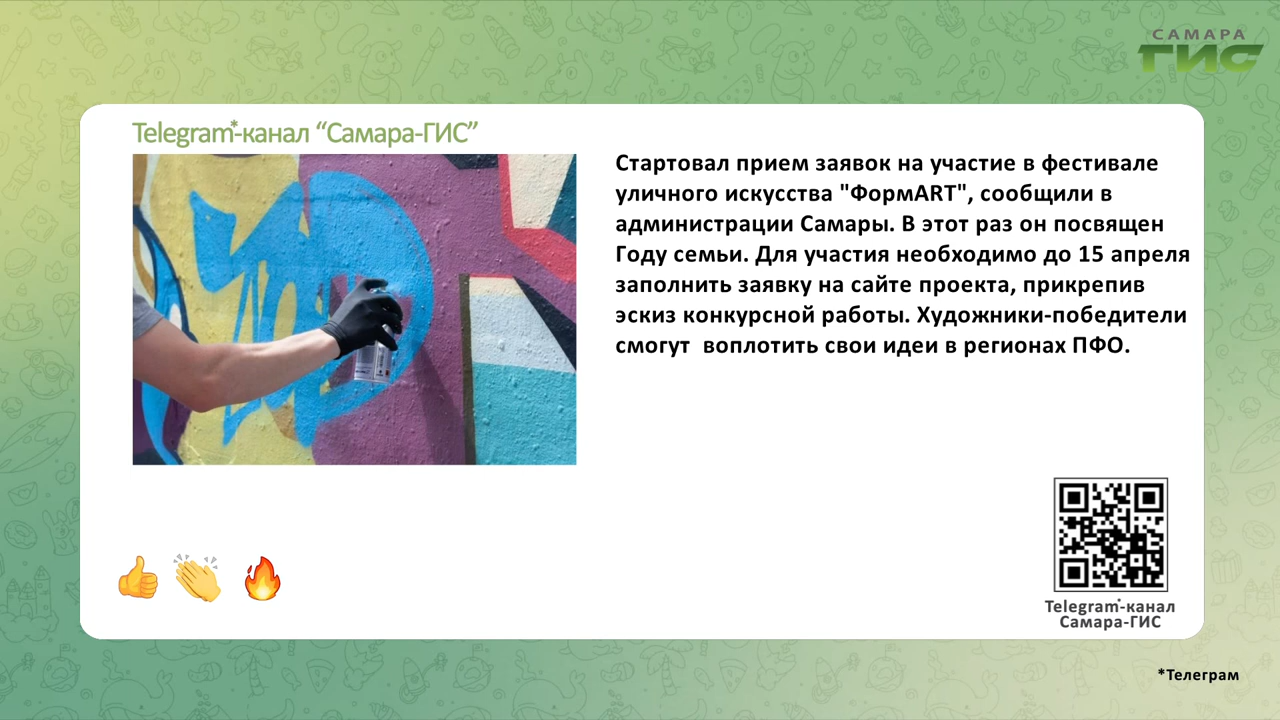 САМАРА
ГИС
Telegram*-канал “Самара-ГИС”
Стартовал прием заявок на участие в фестивале
уличного искусства "ФормART", сообщили в
администрации Самары. В этот раз он посвящен
Году семьи. Для участия необходимо до 15 апреля
заполнить заявку на сайте проекта, прикрепив
эскиз конкурсной работы. Художники-победители
смогут  воплотить свои идеи в регионах ПФО.
Telegram*-канал
Самара-ГИС
*Телеграм